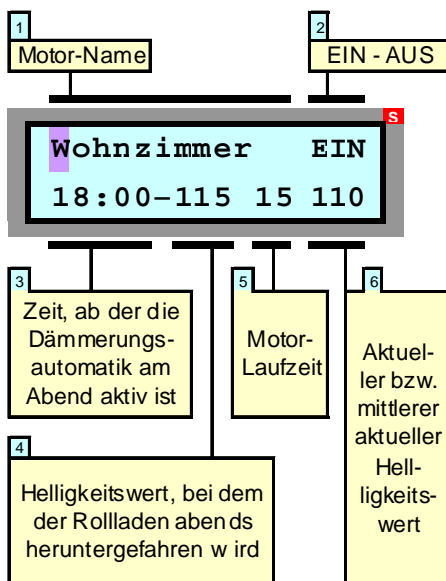 1
Motor-Name
2
EIN - AUS
S
Wohnzimmer EIN
18:00-115 15 110
3
Zeit, ab der die
Dämmerungs-
automatik am
Abend aktiv ist
5
Motor-
Laufzeit
6
Aktuel-
ler bzw.
mittlerer
aktueller
Hell-
ligkeits-
wert
4
Helligkeitswert, bei dem
der Rollladen abends
heruntergefahren w ird